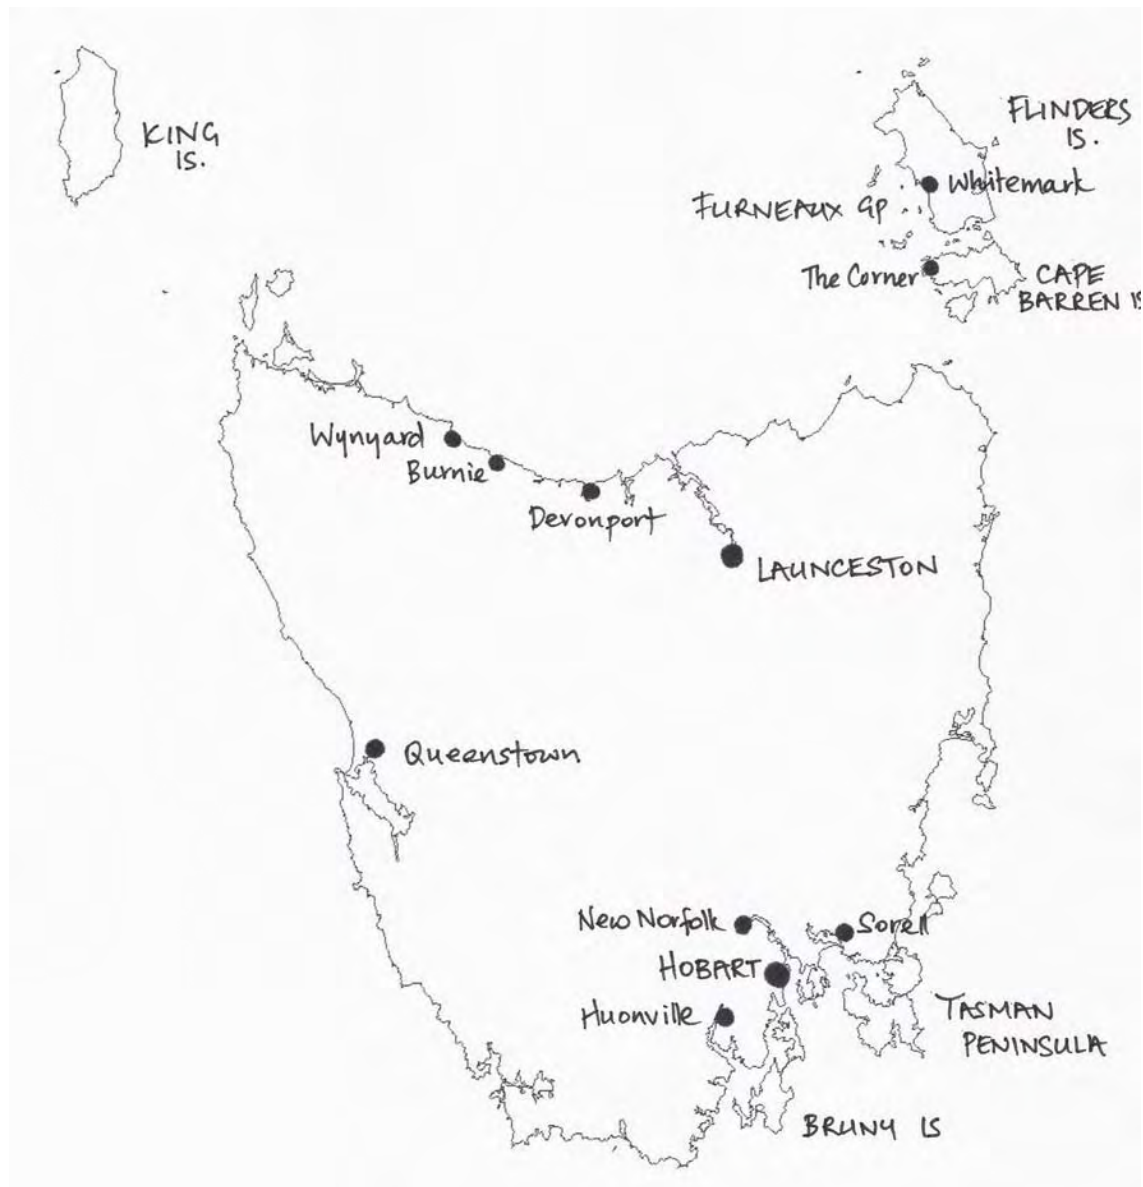 KING
IS.
FLINDERS
IS.
Whitemark
FURNEAUX GP
The Corner
CAPE
BARREN IS
Wynyard
Burnie
Devonport
LAUNCESTON
Queenstown
New Norfolk
Sorell
HOBART
Huonville
TASMAN
PENINSULA
BRUNY IS